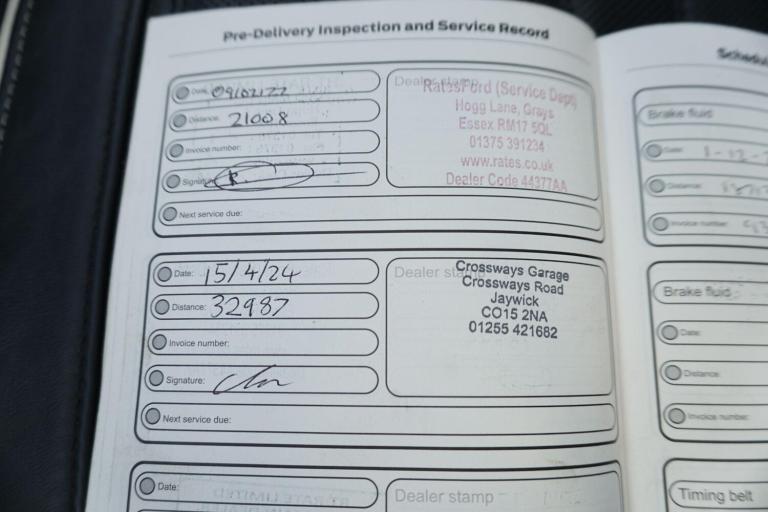 Pre-Delivery Inspection and Service Record
Date: 09/02/22
Distance: 21008
Invoice number:
Signature:
Next service due:
Dealer stamp
Rates Ford (Service Dept)
Hogg Lane, Grays
Essex RM17 5QL
01375 391234
www.rates.co.uk
Dealer Code 44377AA
Date: 15/4/24
Distance: 32987
Invoice number:
Signature:
Next service due:
Dealer stamp
Crossways Garage
Crossways Road
Jaywick
CO15 2NA
01255 421682
Date:
Dealer stamp
Brake fluid
Date:
Distance:
Invoice number:
Brake fluid
Date:
Distance:
Invoice number:
Timing belt